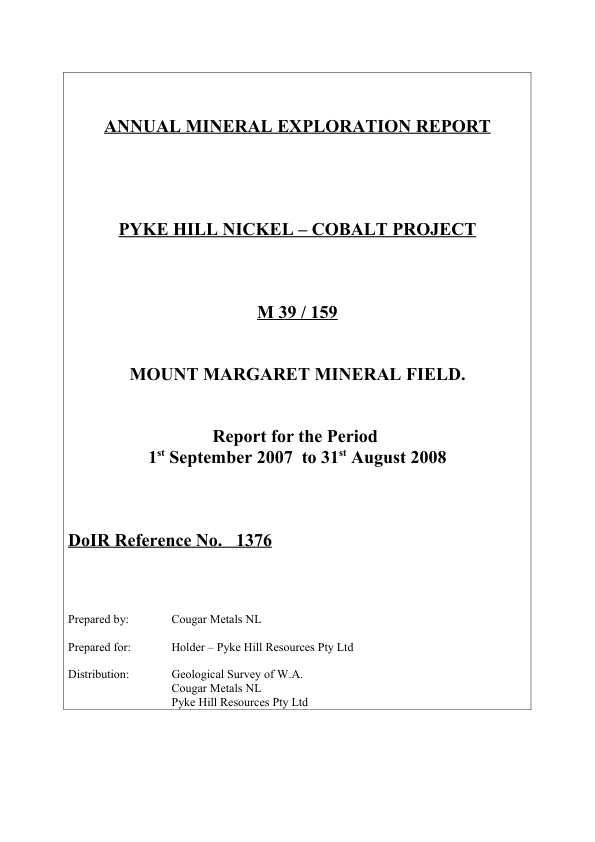 ANNUAL MINERAL EXPLORATION REPORT
PYKE HILL NICKEL – COBALT PROJECT
M 39 / 159
MOUNT MARGARET MINERAL FIELD.
Report for the Period
1st September 2007 to 31st August 2008
DoIR Reference No. 1376
Prepared by: Cougar Metals NL
Prepared for: Holder – Pyke Hill Resources Pty Ltd
Distribution: Geological Survey of W.A.
Cougar Metals NL
Pyke Hill Resources Pty Ltd